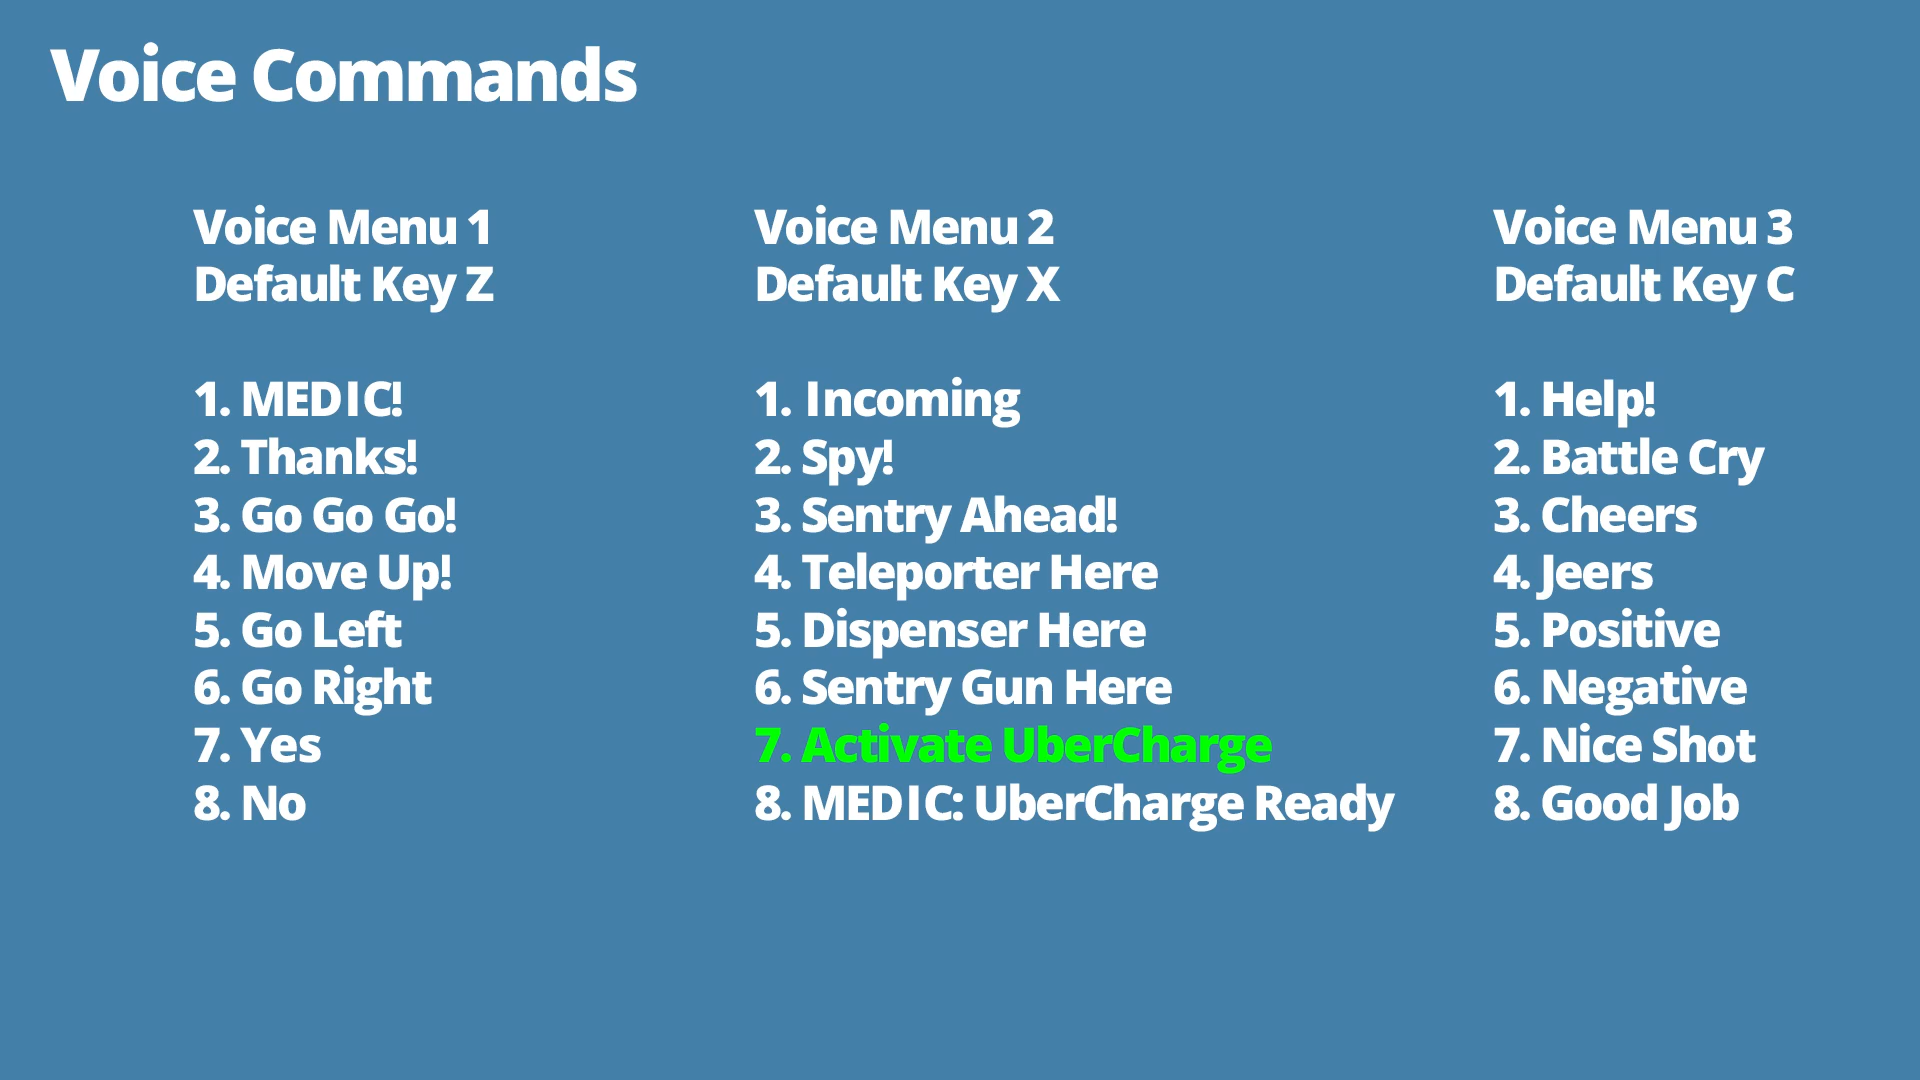 Voice Commands
Voice Menu 1
Default Key Z
1. MEDIC!
2. Thanks!
3. Go Go Go!
4. Move Up!
5. Go Left
6. Go Right
7. Yes
8. No
Voice Menu 2
Default Key X
1. Incoming
2. Spy!
3. Sentry Ahead!
4. Teleporter Here
5. Dispenser Here
6. Sentry Gun Here
7. Activate UberCharge
8. MEDIC: UberCharge Ready
Voice Menu 3
Default Key C
1. Help!
2. Battle Cry
3. Cheers
4. Jeers
5. Positive
6. Negative
7. Nice Shot
8. Good Job